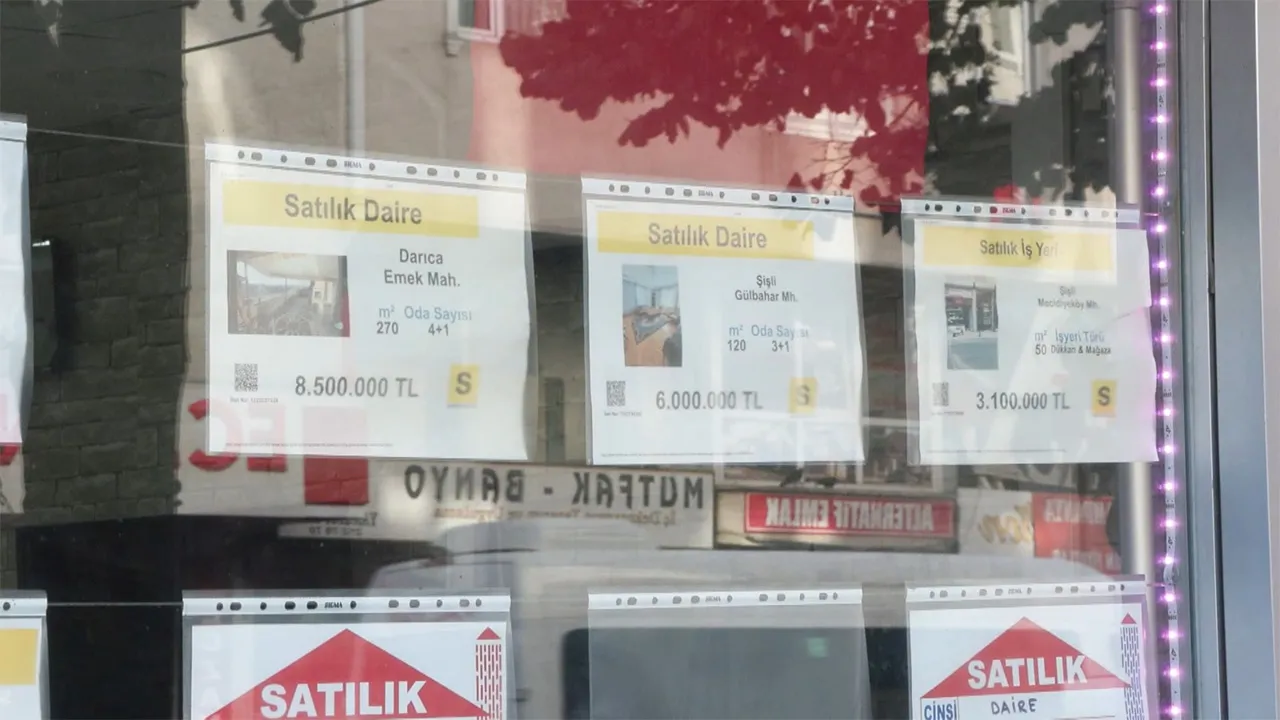 Satılık Daire
Darıca
Emek Mah.
m² Oda Sayısı
270 4+1
8.500.000 TL
S
Satılık Daire
Şişli
Gülbahar Mh.
m² Oda Sayısı
120 3+1
6.000.000 TL
S
Satılık İş Yeri
Şişli
Mecidiyeköy Mh.
m² İşyeri Türü
50 Dükkan & Mağaza
3.100.000 TL
S
MUTFAK - BANYO
ALTERNATİF EMLAK
SATILIK
SATILIK
CİNSİ DAİRE